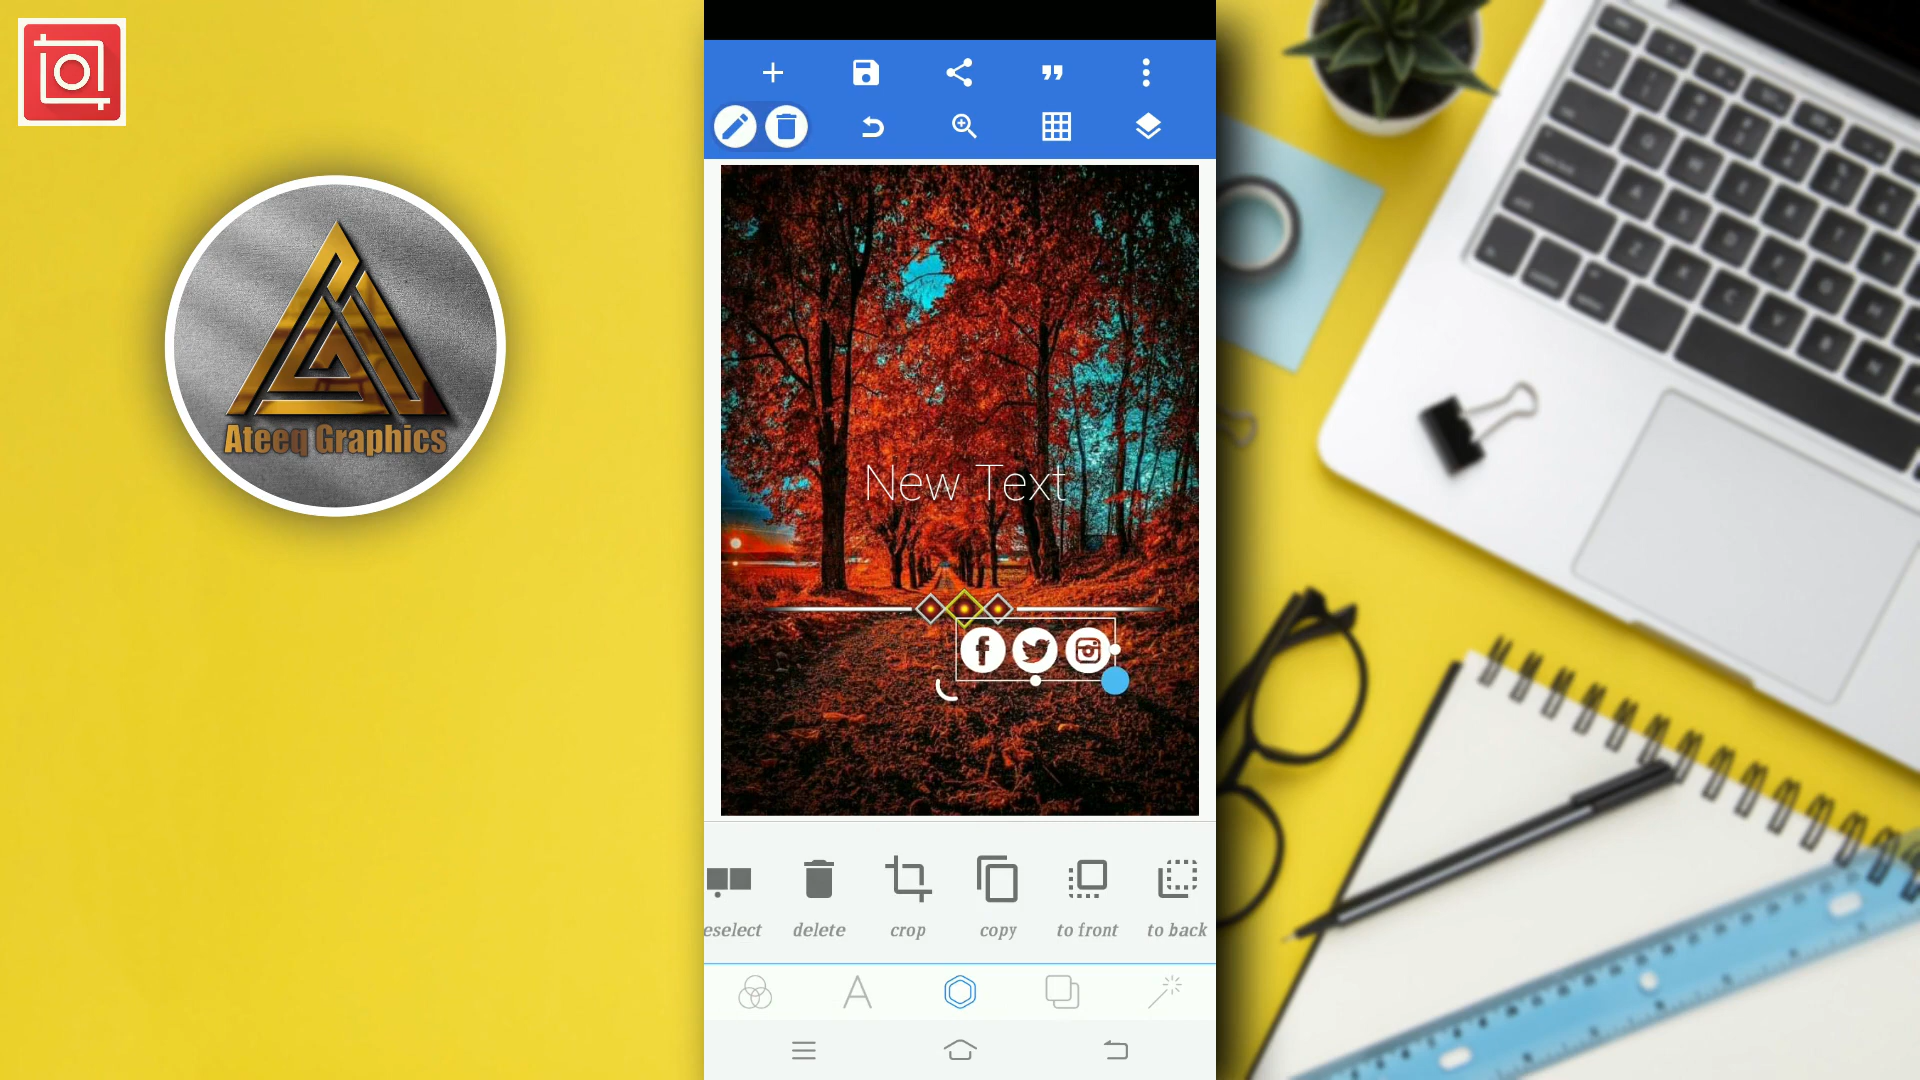 Ateeq Graphics
New Text
eselect delete crop copy to front to back